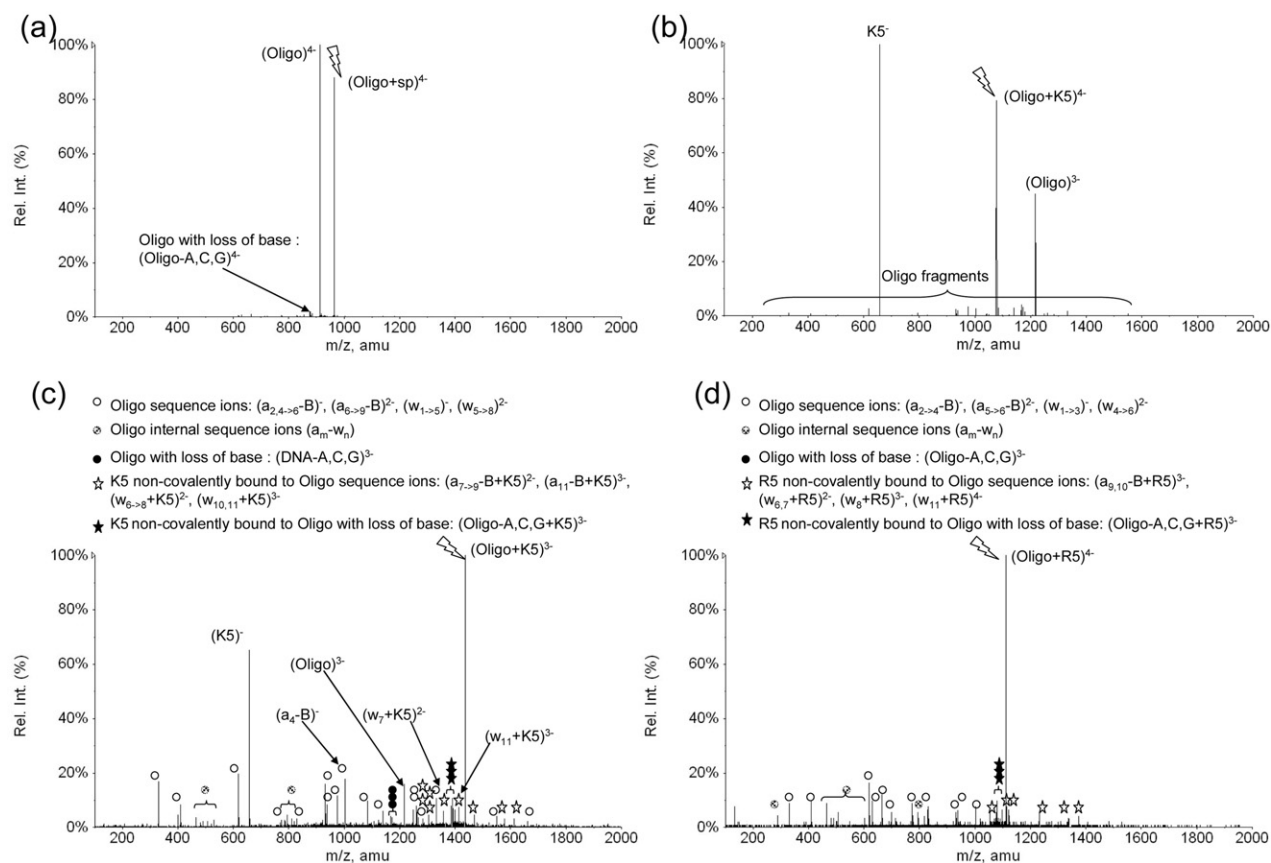 (a)
100%
80%
60%
40%
20%
0%
Rel. Int. (%)
(Oligo)4-
(Oligo+sp)4-
Oligo with loss of base :
(Oligo-A,C,G)4-
200 400 600 800 1000 1200 1400 1600 1800 2000
m/z, amu
(b)
100%
80%
60%
40%
20%
0%
Rel. Int. (%)
K5-
(Oligo+K5)4-
(Oligo)3-
Oligo fragments
200 400 600 800 1000 1200 1400 1600 1800 2000
m/z, amu
(c)
Oligo sequence ions: (a2,4->6-B)-, (a6->9-B)2-, (w1->5)-, (w5->8)2-
Oligo internal sequence ions (am-wn)
Oligo with loss of base : (DNA-A,C,G)3-
K5 non-covalently bound to Oligo sequence ions: (a7->9-B+K5)2-, (a11-B+K5)3-,
(w6->8+K5)2-, (w10,11+K5)3-
K5 non-covalently bound to Oligo with loss of base: (Oligo-A,C,G+K5)3-
100%
80%
60%
40%
20%
0%
Rel. Int. (%)
(Oligo+K5)3-
(K5)-
(Oligo)3-
(a4-B)-
(w7+K5)2-
(w11+K5)3-
200 400 600 800 1000 1200 1400 1600 1800 2000
m/z, amu
(d)
Oligo sequence ions: (a2->4-B)-, (a5->6-B)2-, (w1->3)-, (w4->6)2-
Oligo internal sequence ions (am-wn)
Oligo with loss of base : (Oligo-A,C,G)3-
R5 non-covalently bound to Oligo sequence ions: (a9,10-B+R5)3-,
(w6,7+R5)2-, (w8+R5)3-, (w11+R5)4-
R5 non-covalently bound to Oligo with loss of base: (Oligo-A,C,G+R5)3-
100%
80%
60%
40%
20%
0%
Rel. Int. (%)
(Oligo+R5)4-
200 400 600 800 1000 1200 1400 1600 1800 2000
m/z, amu